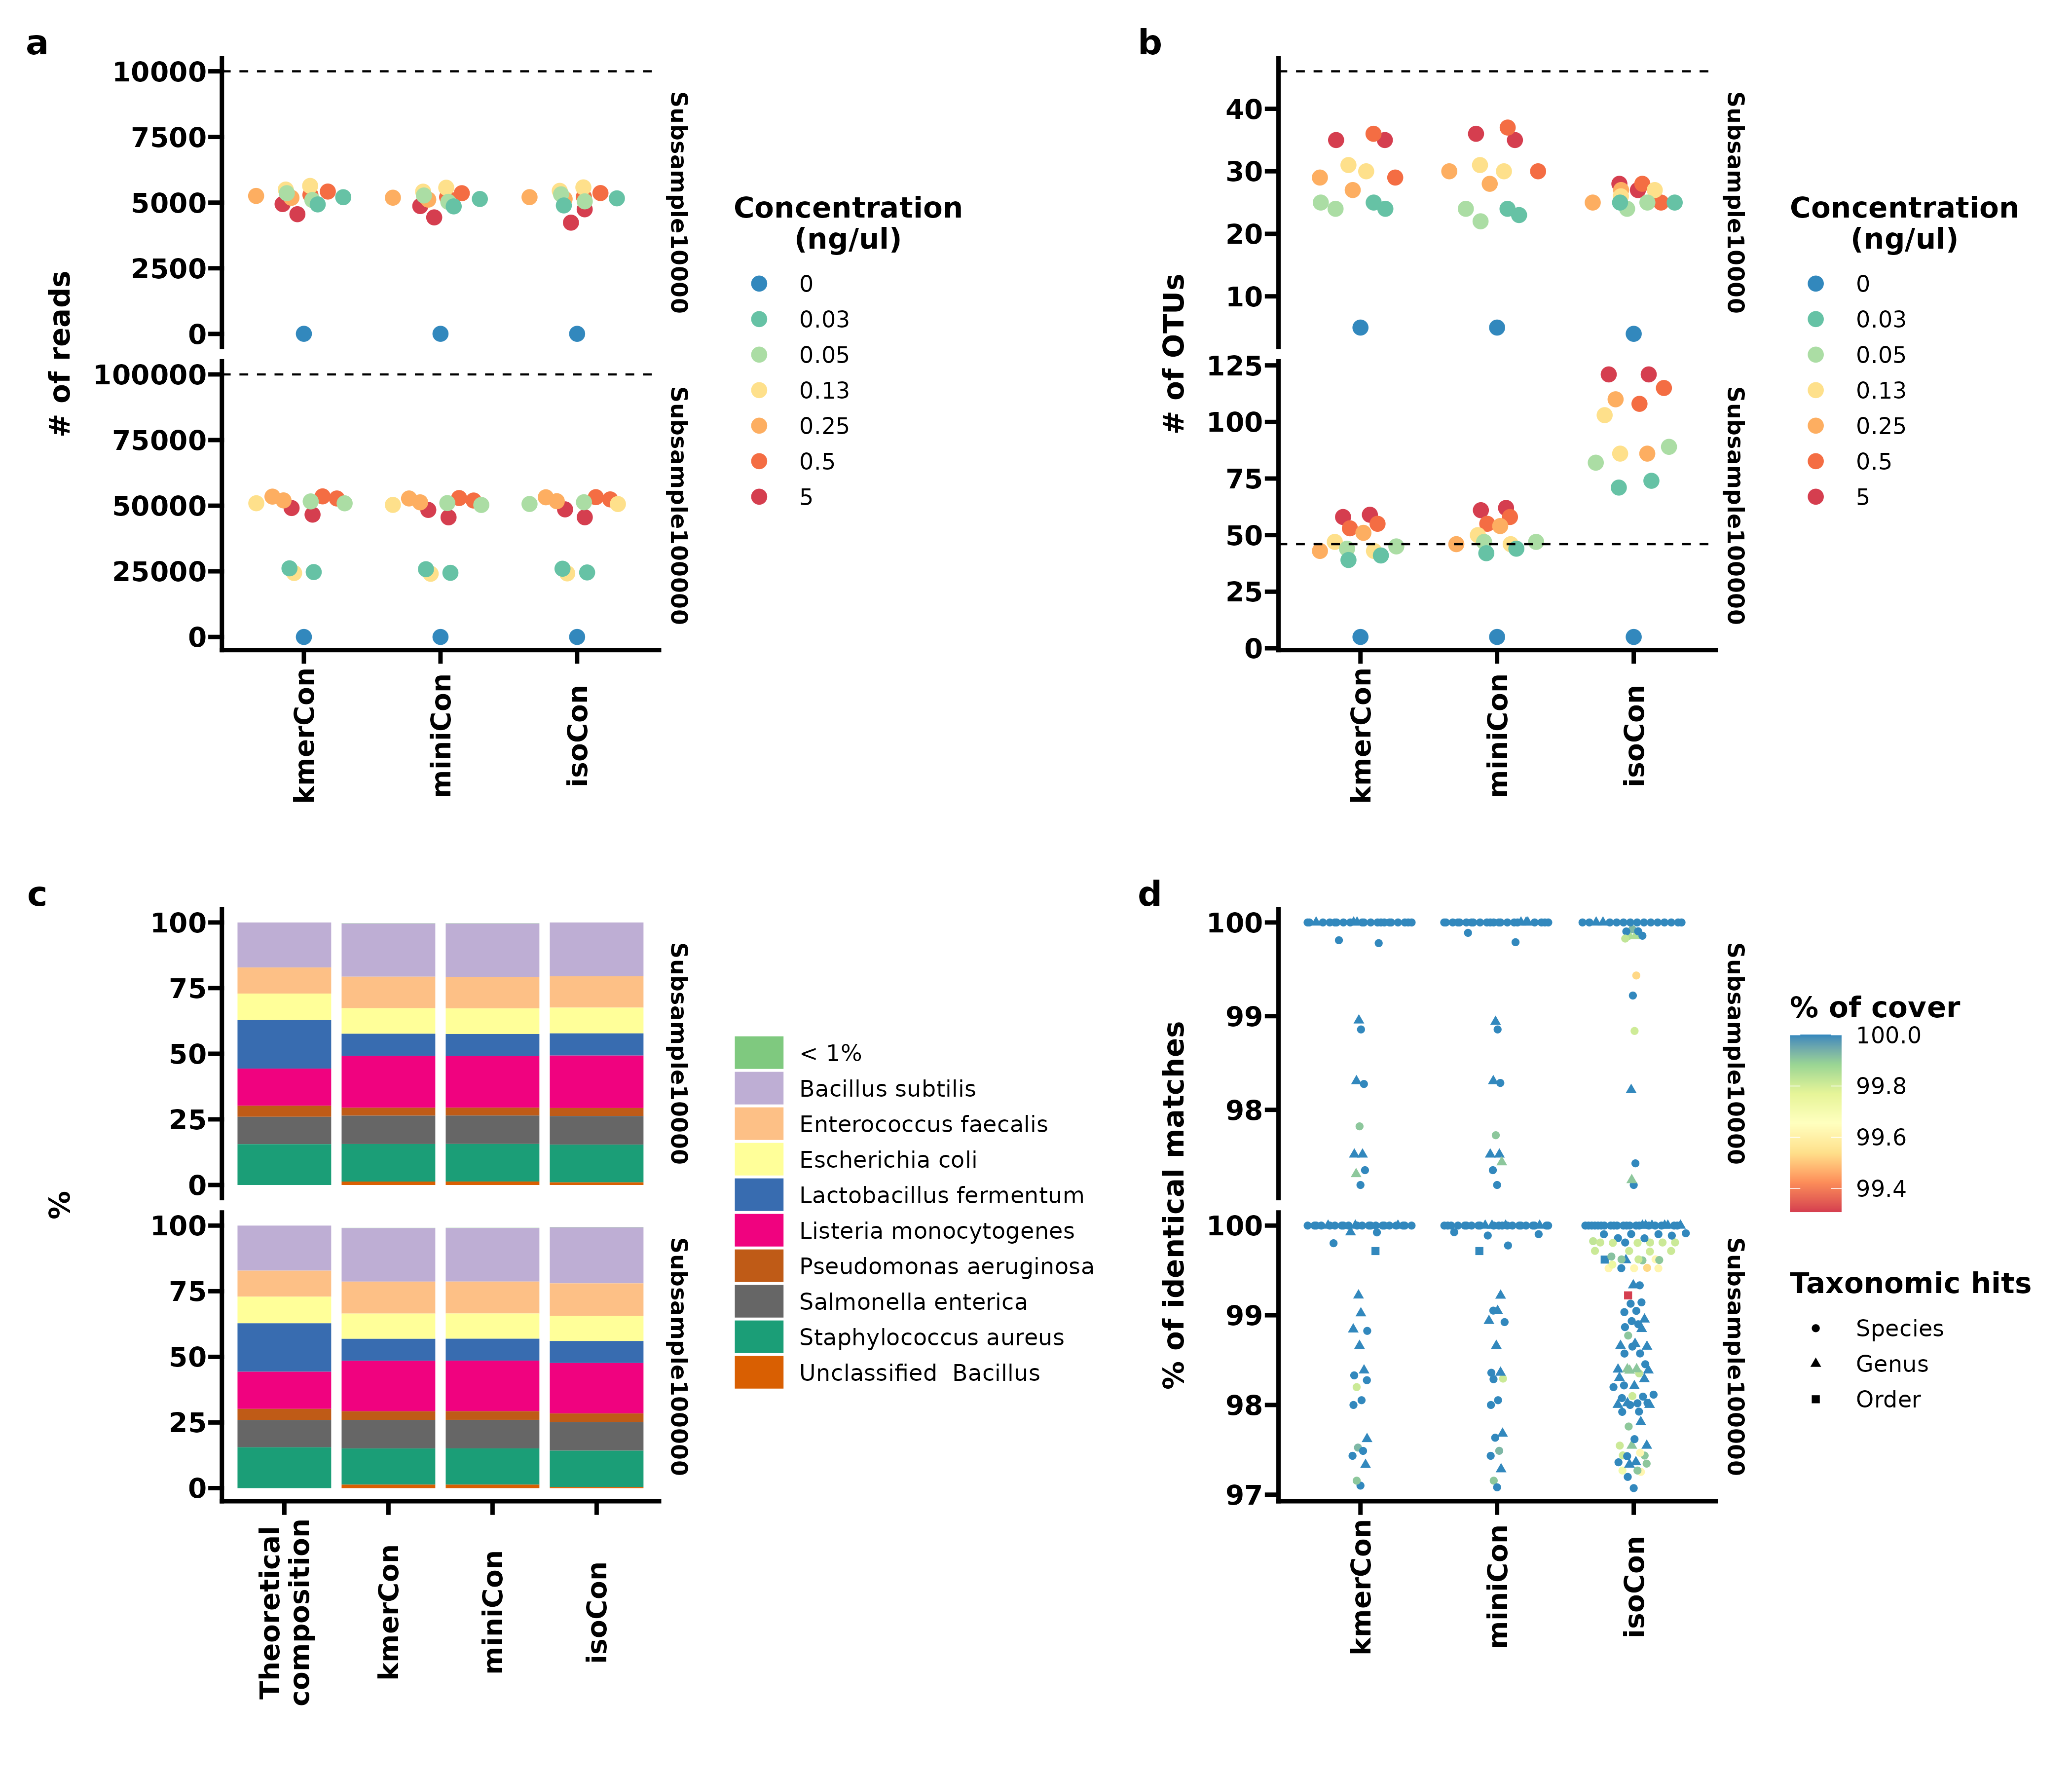 a
# of reads
10000
7500
5000
2500
0
Subsample10000
100000
75000
50000
25000
0
Subsample100000
kmerCon
miniCon
isoCon
Concentration
(ng/ul)
0
0.03
0.05
0.13
0.25
0.5
5
b
# of OTUs
40
30
20
10
Subsample10000
125
100
75
50
25
0
Subsample100000
kmerCon
miniCon
isoCon
Concentration
(ng/ul)
0
0.03
0.05
0.13
0.25
0.5
5
c
%
100
75
50
25
0
Subsample10000
100
75
50
25
0
Subsample100000
Theoretical
composition
kmerCon
miniCon
isoCon
< 1%
Bacillus subtilis
Enterococcus faecalis
Escherichia coli
Lactobacillus fermentum
Listeria monocytogenes
Pseudomonas aeruginosa
Salmonella enterica
Staphylococcus aureus
Unclassified  Bacillus
d
% of identical matches
100
99
98
Subsample10000
100
99
98
97
Subsample100000
kmerCon
miniCon
isoCon
% of cover
100.0
99.8
99.6
99.4
Taxonomic hits
Species
Genus
Order